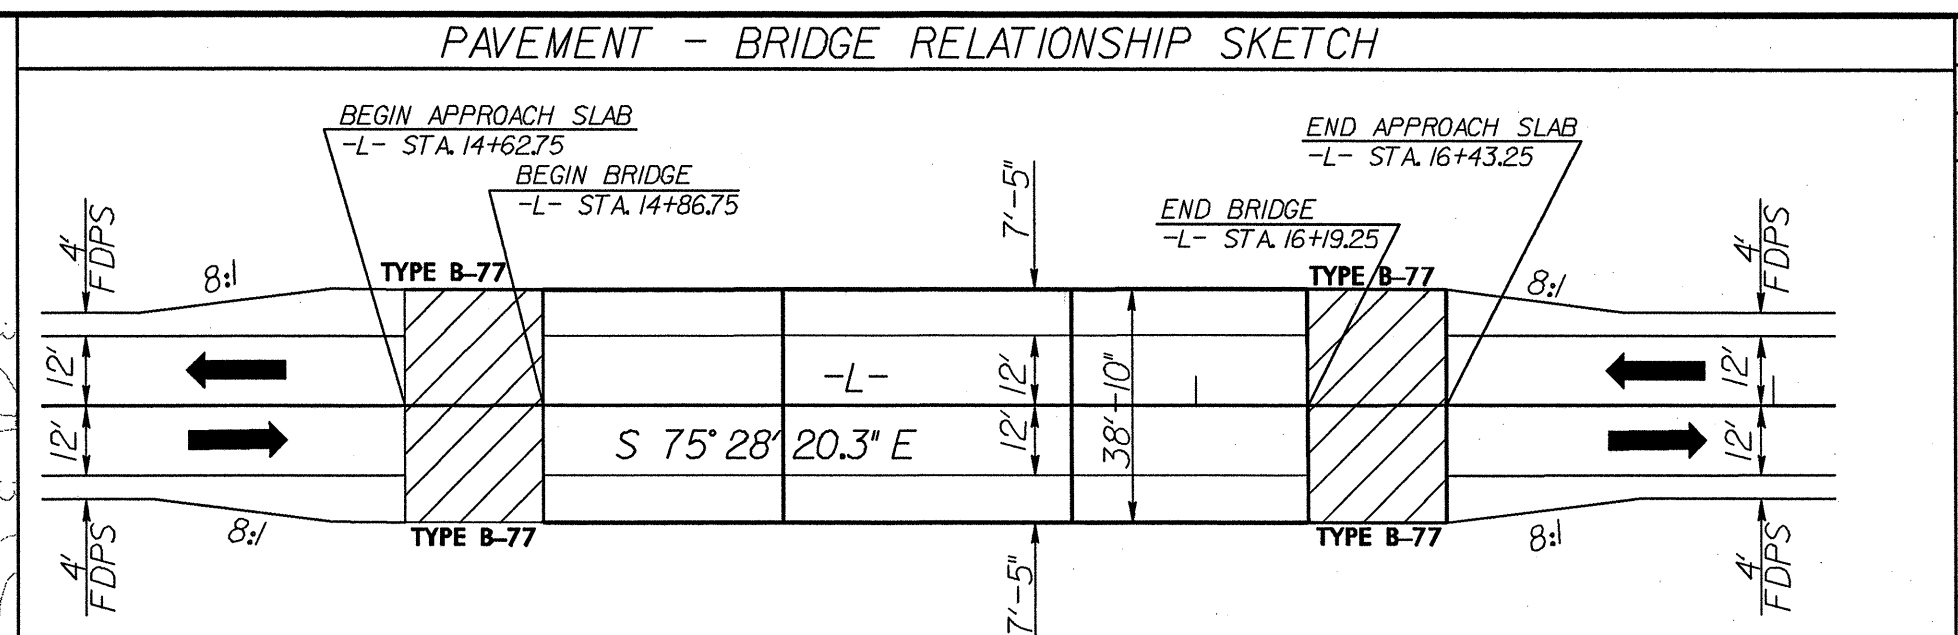 PAVEMENT - BRIDGE RELATIONSHIP SKETCH
BEGIN APPROACH SLAB
-L- STA. 14+62.75
BEGIN BRIDGE
-L- STA. 14+86.75
END APPROACH SLAB
-L- STA. 16+43.25
END BRIDGE
-L- STA. 16+19.25
7'-5"
4'
FDPS
8:1
TYPE B-77
TYPE B-77
8:1
4'
FDPS
12'
-L-
12'
38'-10"
12'
12'
S 75° 28' 20.3" E
12'
12'
4'
FDPS
8:1
TYPE B-77
7'-5"
TYPE B-77
8:1
4'
FDPS